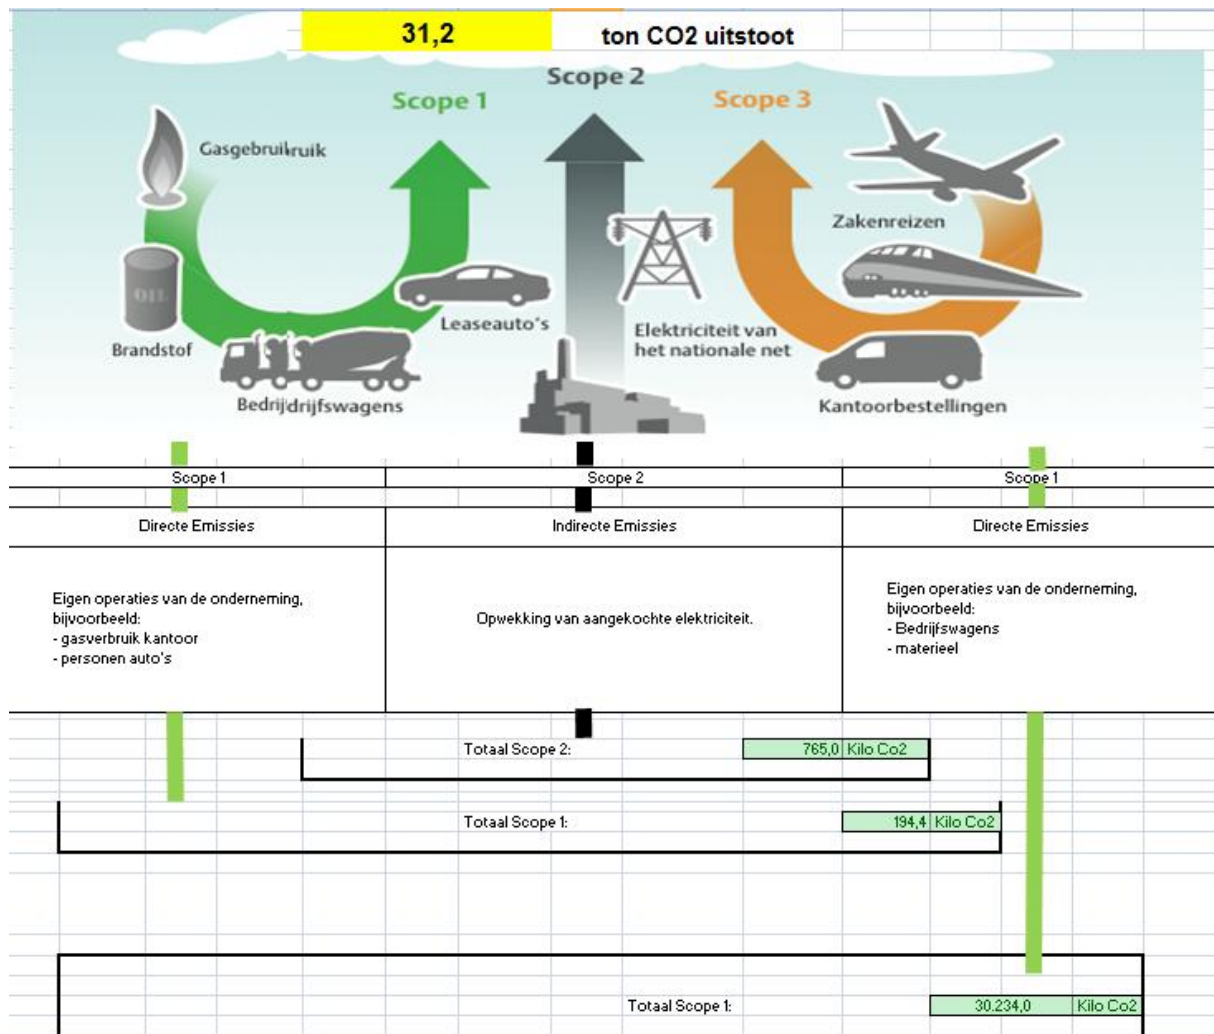 31,2 ton CO2 uitstoot
Scope 2
Scope 1
Scope 3
Gasgebruikruik
Zakenreizen
OIL
Leaseauto's
Elektriciteit van
het nationale net
Brandstof
Bedrijdrijfswagens
Kantoorbestellingen
Scope 1 Scope 2 Scope 1
Directe Emissies Indirecte Emissies Directe Emissies
Eigen operaties van de onderneming,
bijvoorbeeld:
- gasverbruik kantoor
- personen auto's
Opwekking van aangekochte elektriciteit.
Eigen operaties van de onderneming,
bijvoorbeeld:
- Bedrijfswagens
- materieel
Totaal Scope 2: 765,0 Kilo Co2
Totaal Scope 1: 194,4 Kilo Co2
Totaal Scope 1: 30.234,0 Kilo Co2